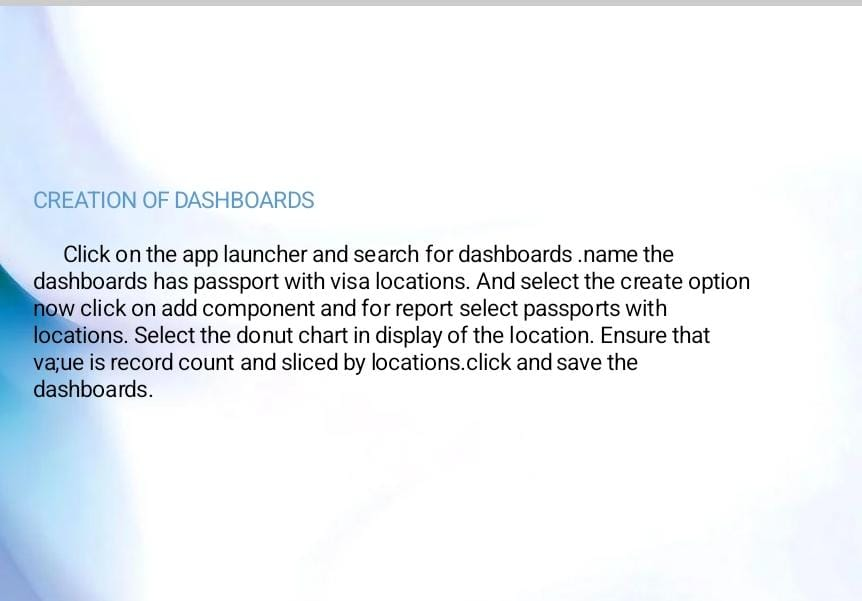 CREATION OF DASHBOARDS
Click on the app launcher and search for dashboards .name the
dashboards has passport with visa locations. And select the create option
now click on add component and for report select passports with
locations. Select the donut chart in display of the location. Ensure that
va;ue is record count and sliced by locations.click and save the
dashboards.